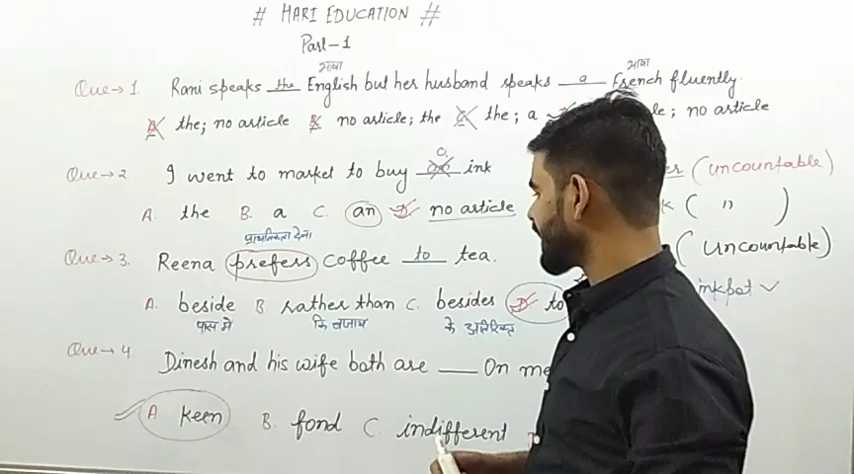 # HARI EDUCATION #
Part-1
भाषा भाषा
Que→ 1. Rani speaks the English but her husband speaks a French fluently.
A the; no article B no article; the C the; a le; no article
Que→2 I went to market to buy ink (uncountable)
A. the B. a C. an D no article ( " )
प्राथमिकता देना
Que→ 3. Reena prefers coffee to tea. (uncountable)
A. beside B. rather than C. besides D to inkpot ✓
पास में कि बजाय के अतिरिक्त
Que→ 4 Dinesh and his wife both are ___ On me
A. Keen B. fond C. indifferent